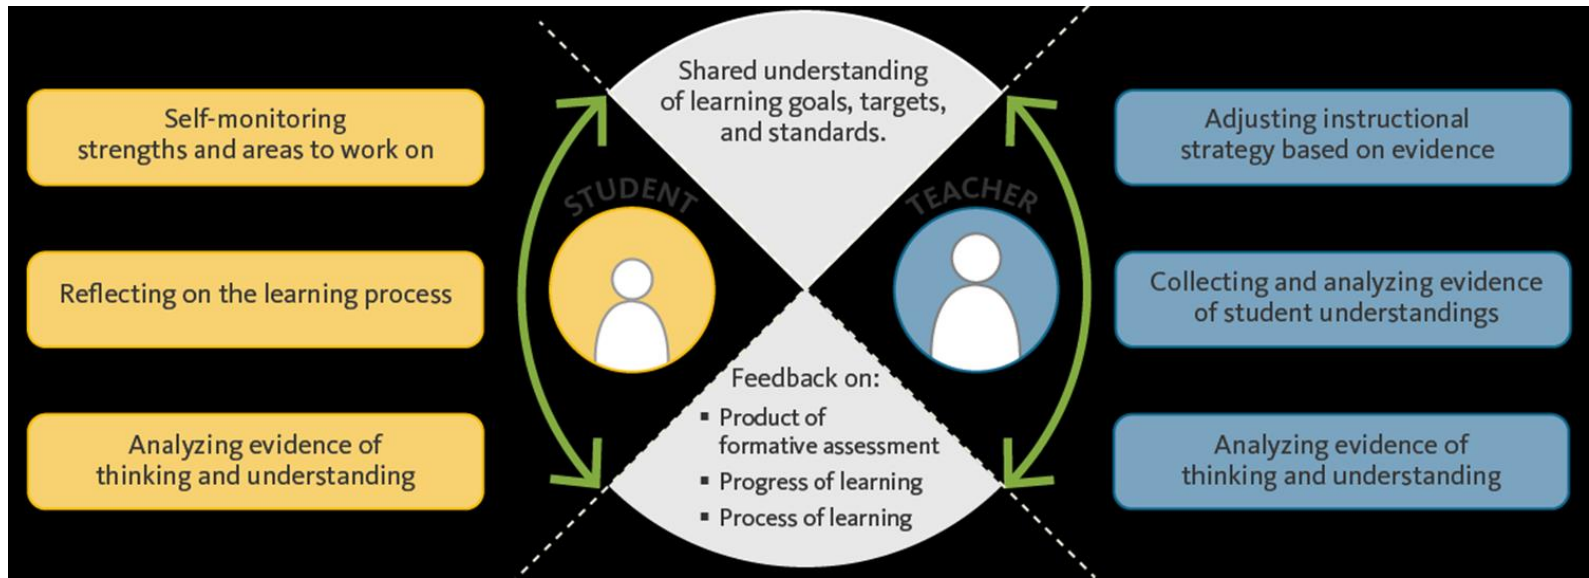 Self-monitoring
strengths and areas to work on
Reflecting on the learning process
Analyzing evidence of
thinking and understanding
STUDENT
Shared understanding
of learning goals, targets,
and standards.
Feedback on:
▪ Product of
formative assessment
▪ Progress of learning
▪ Process of learning
TEACHER
Adjusting instructional
strategy based on evidence
Collecting and analyzing evidence
of student understandings
Analyzing evidence of
thinking and understanding